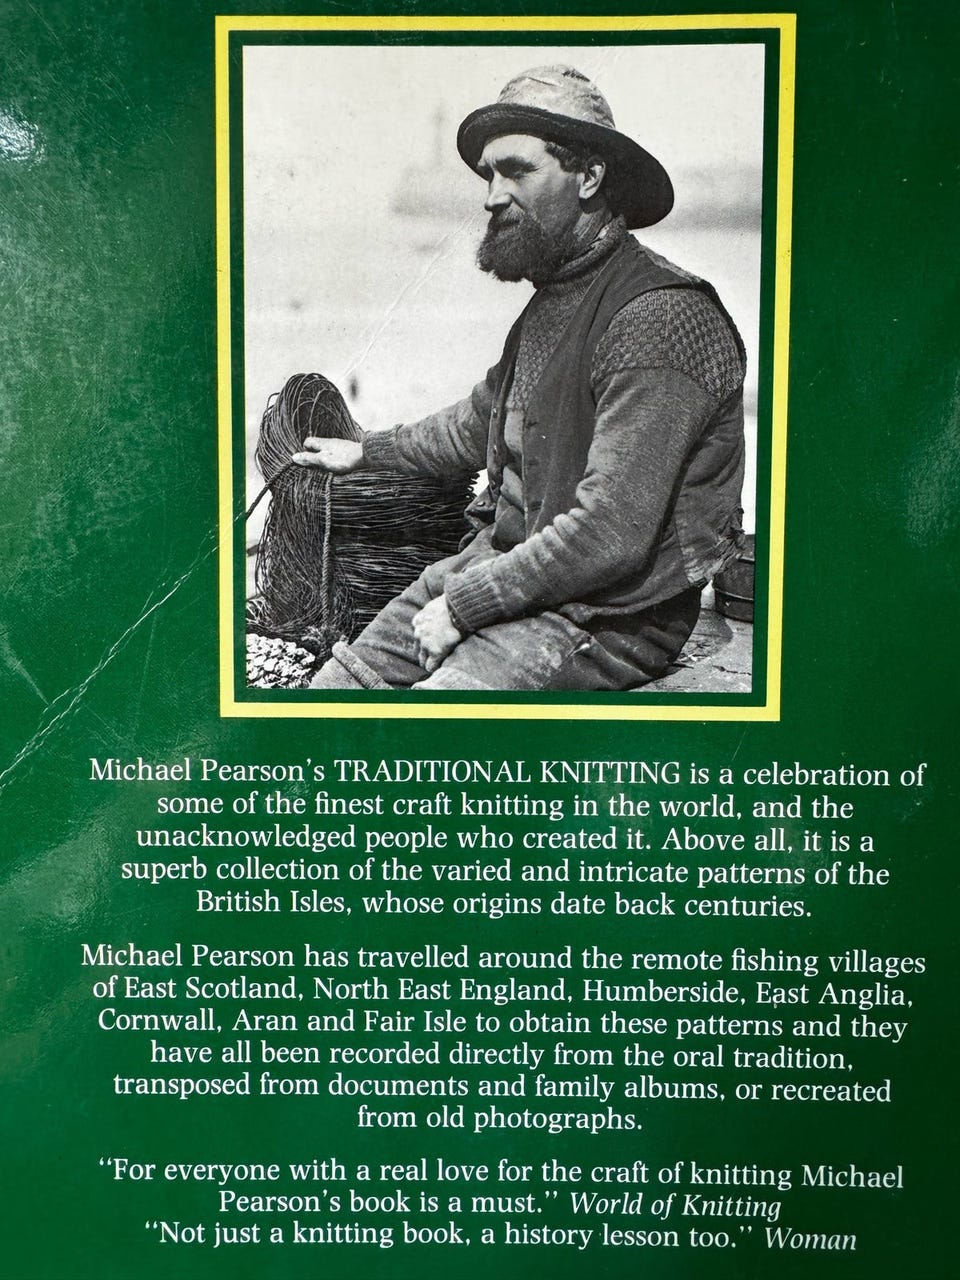 Michael Pearson's TRADITIONAL KNITTING is a celebration of
some of the finest craft knitting in the world, and the
unacknowledged people who created it. Above all, it is a
superb collection of the varied and intricate patterns of the
British Isles, whose origins date back centuries.
Michael Pearson has travelled around the remote fishing villages
of East Scotland, North East England, Humberside, East Anglia,
Cornwall, Aran and Fair Isle to obtain these patterns and they
have all been recorded directly from the oral tradition,
transposed from documents and family albums, or recreated
from old photographs.
"For everyone with a real love for the craft of knitting Michael
Pearson's book is a must." World of Knitting
"Not just a knitting book, a history lesson too." Woman